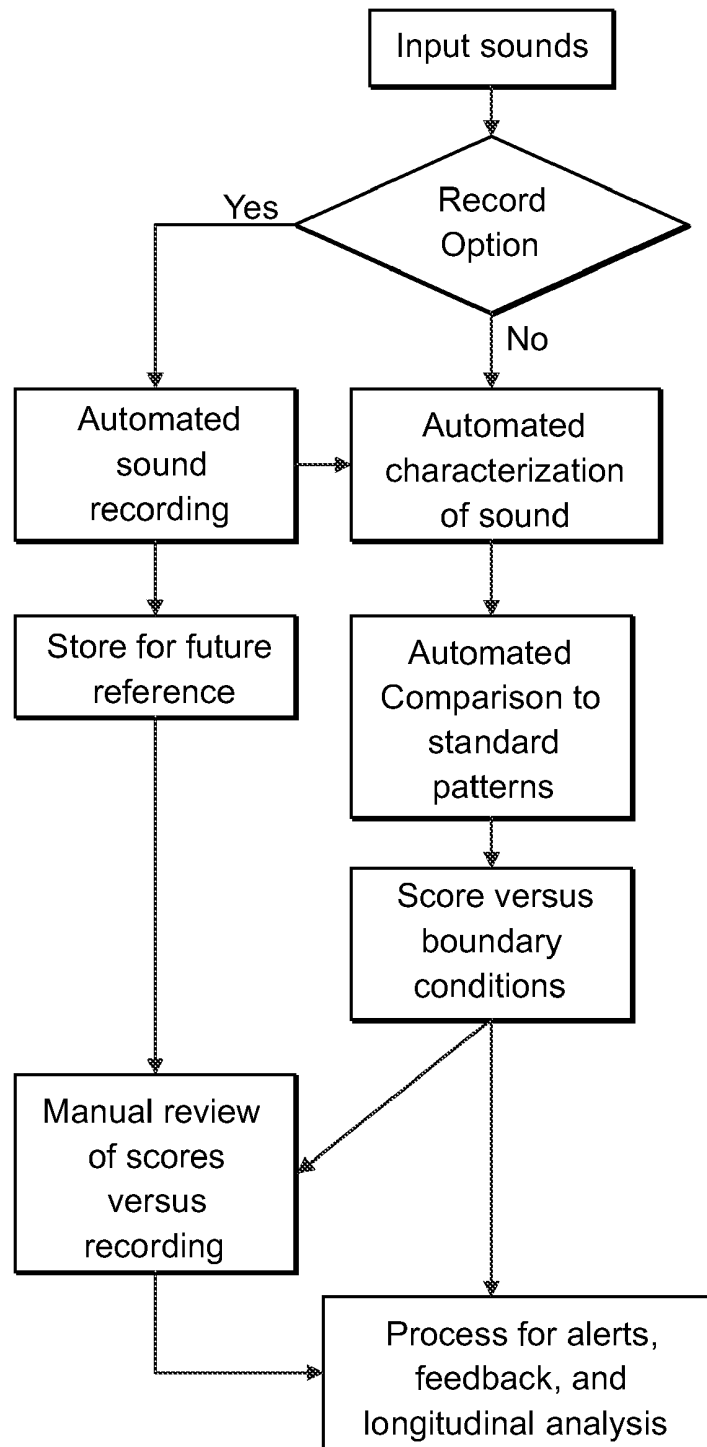 Input sounds
Record
Option
Yes
No
Automated
sound
recording
Automated
characterization
of sound
Store for future
reference
Automated
Comparison to
standard
patterns
Score versus
boundary
conditions
Manual review
of scores
versus
recording
Process for alerts,
feedback, and
longitudinal analysis